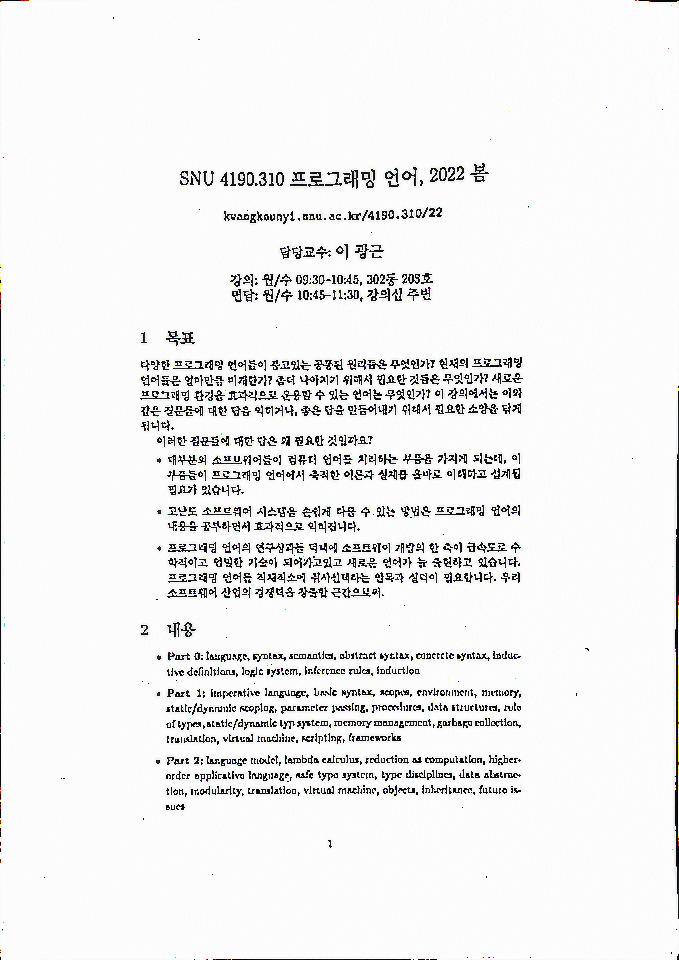 SNU 4190.310 프로그래밍 언어, 2022 봄
kwangkeunyi.snu.ac.kr/4190.310/22
담당교수: 이 광근
강의: 월/수 09:30-10:45, 302동 208호
면담: 월/수 10:45-11:30, 강의실 주변
1 목표
다양한 프로그래밍 언어들이 품고있는 공통된 원리들은 무엇인가? 현재의 프로그래밍
언어들은 얼마만큼 미개한가? 좀더 나아지기 위해서 필요한 것들은 무엇인가? 새로운
프로그래밍 환경을 효과적으로 운용할 수 있는 언어는 무엇인가? 이 강의에서는 이와
같은 질문들에 대한 답을 익히거나, 좋은 답을 만들어내기 위해서 필요한 소양을 닦게
됩니다.
이러한 질문들에 대한 답은 왜 필요한 것일까요?
• 대부분의 소프트웨어들이 컴퓨터 언어를 처리하는 부품을 가지게 되는데, 이
부품들이 프로그래밍 언어에서 축적한 이론과 실제를 올바로 이해하고 설계될
필요가 있습니다.
• 고난도 소프트웨어 시스템을 손쉽게 다룰 수 있는 방법은 프로그래밍 언어의
내용을 공부하면서 효과적으로 익혀집니다.
• 프로그래밍 언어의 연구성과들 덕택에 소프트웨어 개발의 한 축이 급속도로 수
학적이고 엄밀한 기술이 되어가고있고 새로운 언어가 늘 출현하고 있습니다.
프로그래밍 언어를 적재적소에 취사선택하는 안목과 실력이 필요합니다. 우리
소프트웨어 산업의 경쟁력을 창출할 근간으로써.
2 내용
• Part 0: language, syntax, semantics, abstract syntax, concrete syntax, induc-
tive definitions, logic system, inference rules, induction
• Part 1: imperative language, basic syntax, scopes, environment, memory,
static/dynamic scoping, parameter passing, procedures, data structures, role
of types, static/dynamic typ system, memory management, garbage collection,
translation, virtual machine, scripting, frameworks
• Part 2: language model, lambda calculus, reduction as computation, higher-
order applicative language, safe type system, type disciplines, data abstrac-
tion, modularity, translation, virtual machine, objects, inheritance, future is-
sues
1